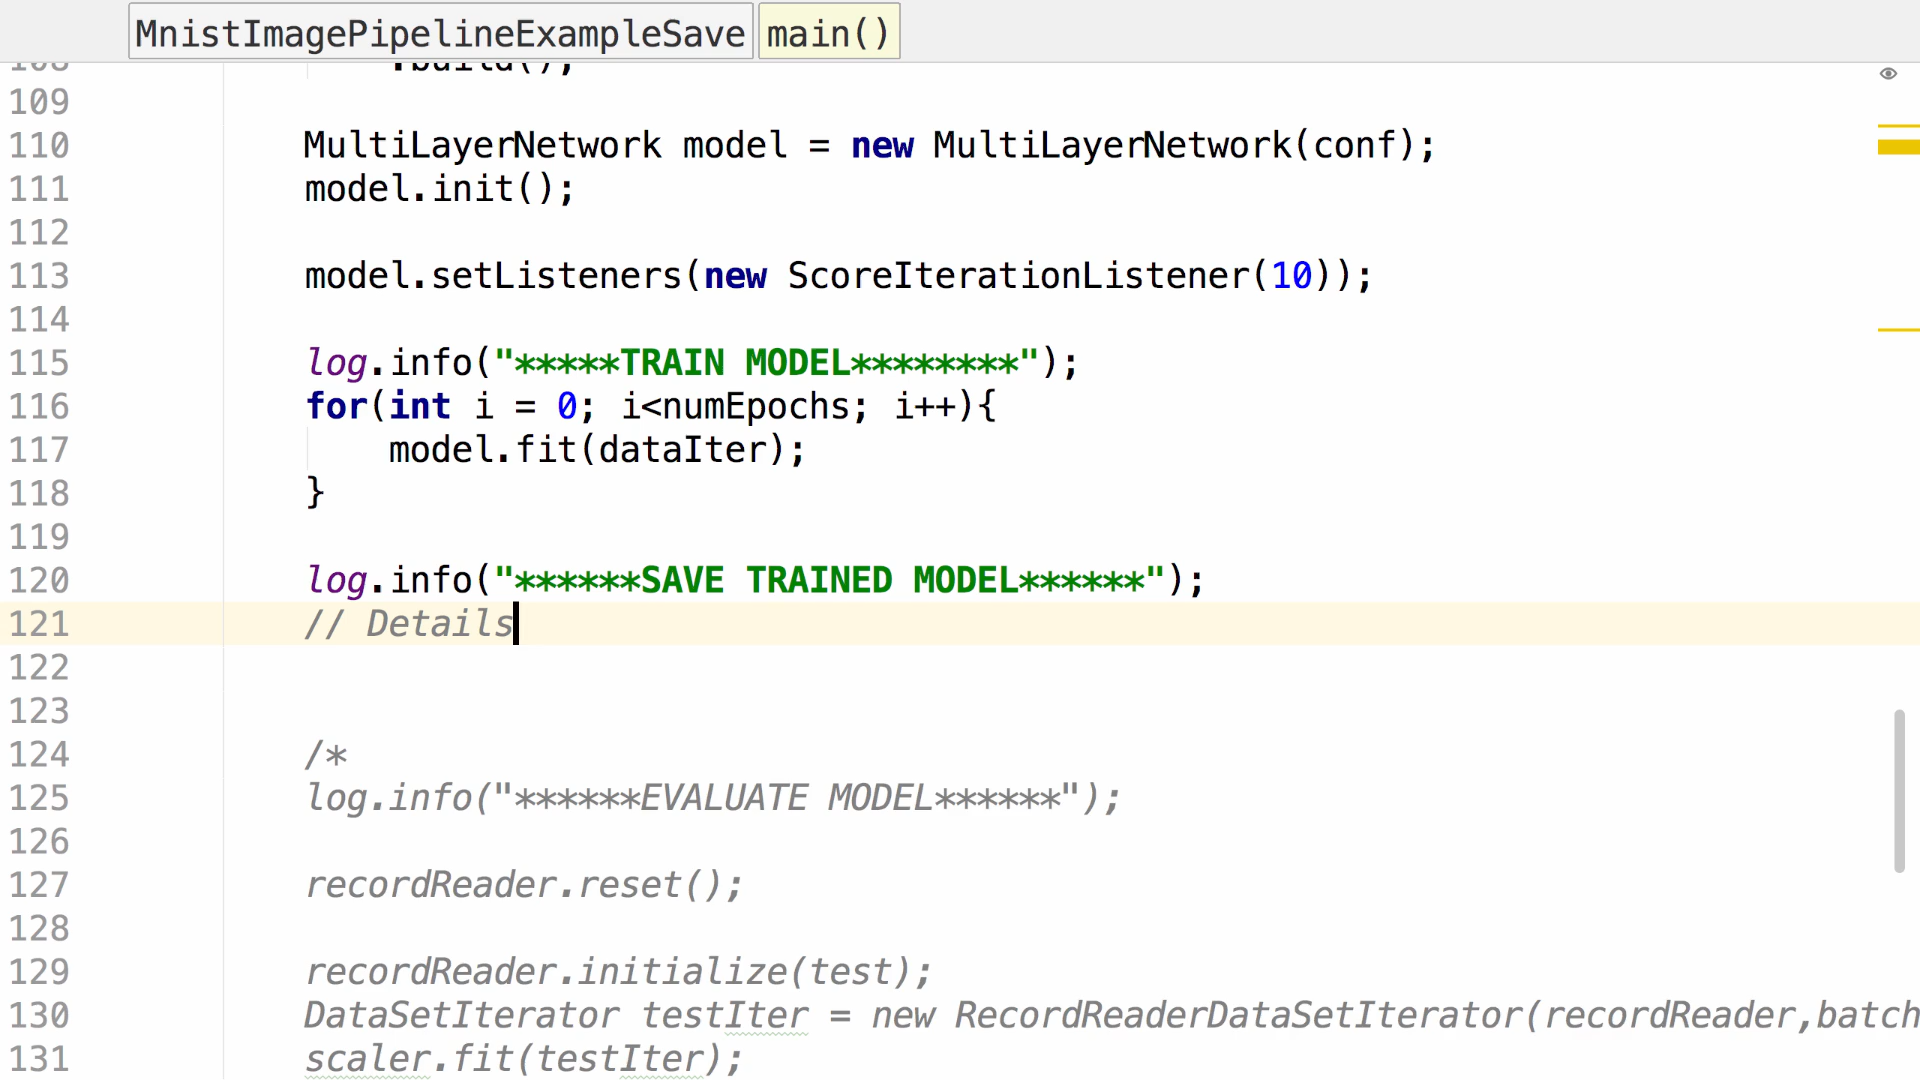 MnistImagePipelineExampleSave main()
108 .build();
109
110 MultiLayerNetwork model = new MultiLayerNetwork(conf);
111 model.init();
112
113 model.setListeners(new ScoreIterationListener(10));
114
115 log.info("*****TRAIN MODEL********");
116 for(int i = 0; i<numEpochs; i++){
117 model.fit(dataIter);
118 }
119
120 log.info("******SAVE TRAINED MODEL******");
121 // Details
122
123
124 /*
125 log.info("******EVALUATE MODEL******");
126
127 recordReader.reset();
128
129 recordReader.initialize(test);
130 DataSetIterator testIter = new RecordReaderDataSetIterator(recordReader,batch
131 scaler.fit(testIter);